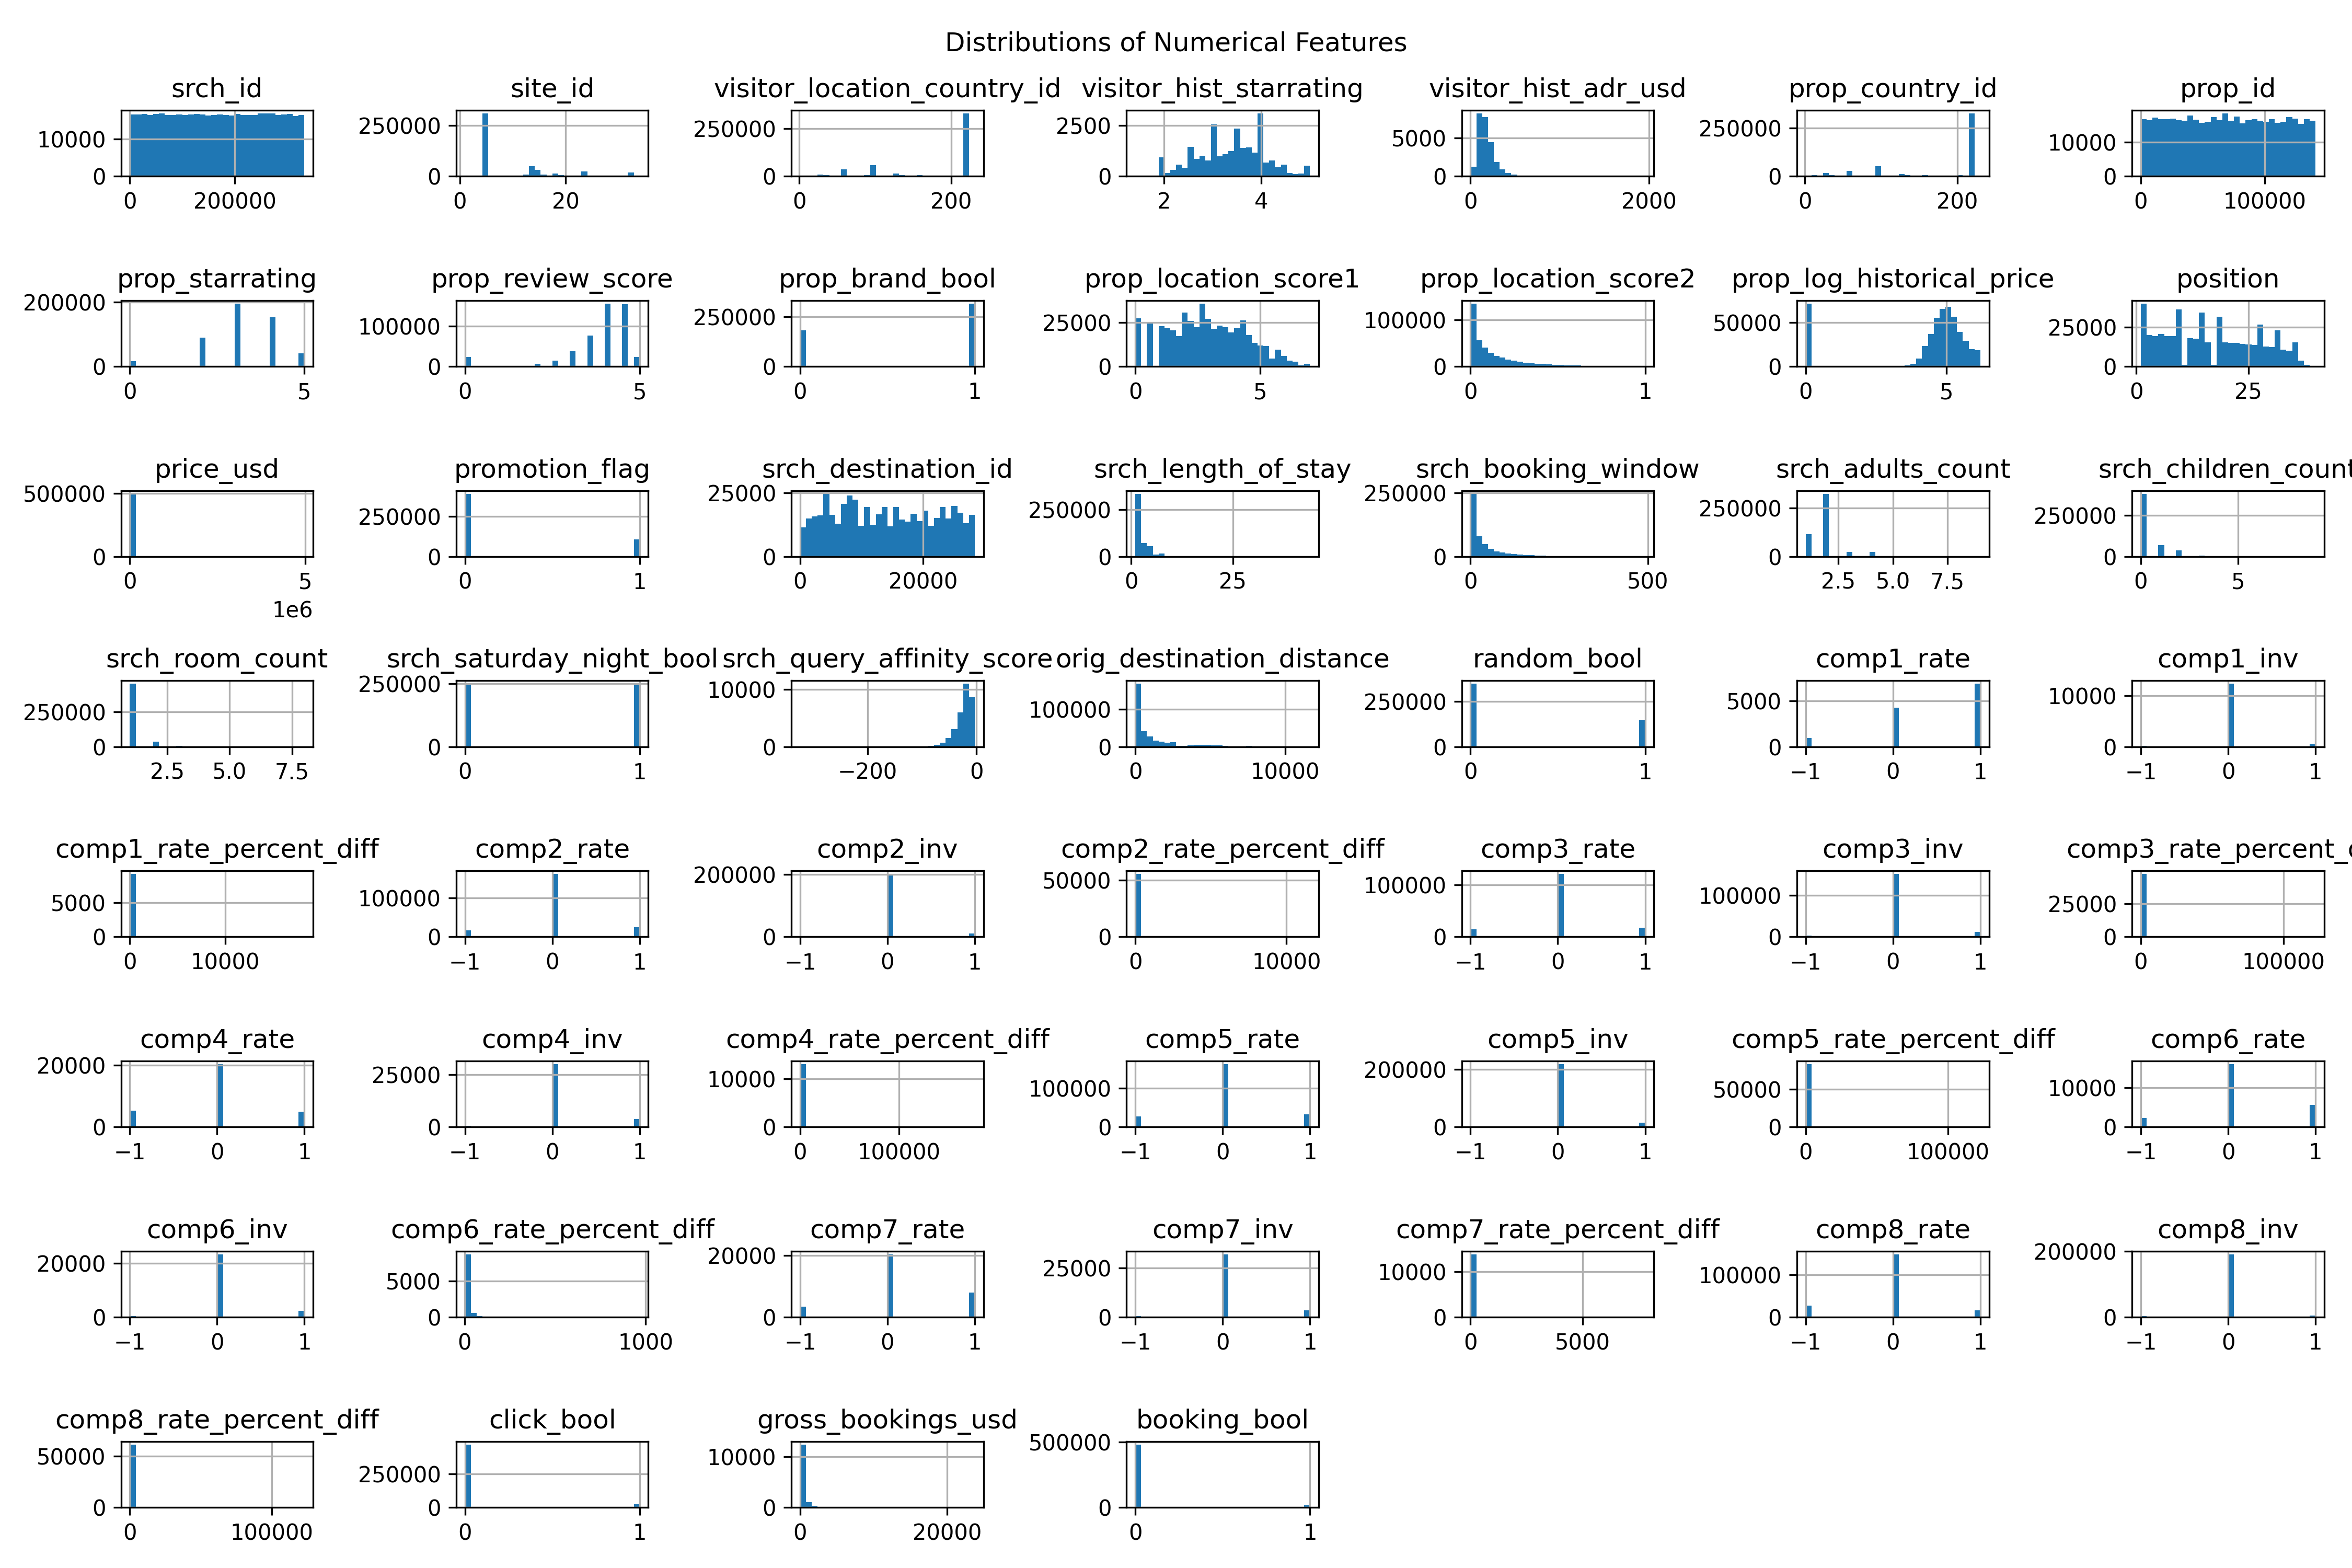 Distributions of Numerical Features
srch_id site_id visitor_location_country_id visitor_hist_starrating visitor_hist_adr_usd prop_country_id prop_id
10000 250000 250000 2500 5000 250000 10000
0 0 0 0 0 0 0
0 200000 0 20 0 200 2 4 0 2000 0 200 0 100000
prop_starrating prop_review_score prop_brand_bool prop_location_score1 prop_location_score2 prop_log_historical_price position
200000 100000 250000 25000 100000 50000 25000
0 0 0 0 0 0 0
0 5 0 5 0 1 0 5 0 1 0 5 0 25
price_usd promotion_flag srch_destination_id srch_length_of_stay srch_booking_window srch_adults_count srch_children_count
500000 250000 25000 250000 250000 250000 250000
0 0 0 0 0 0 0
0 5 0 1 0 20000 0 25 0 500 2.5 5.0 7.5 0 5
1e6
srch_room_count srch_saturday_night_bool srch_query_affinity_score orig_destination_distance random_bool comp1_rate comp1_inv
250000 250000 10000 100000 250000 5000 10000
0 0 0 0 0 0 0
2.5 5.0 7.5 0 1 −200 0 0 10000 0 1 −1 0 1 −1 0 1
comp1_rate_percent_diff comp2_rate comp2_inv comp2_rate_percent_diff comp3_rate comp3_inv comp3_rate_percent_
5000 100000 200000 50000 100000 100000 25000
0 0 0 0 0 0 0
0 10000 −1 0 1 −1 0 1 0 10000 −1 0 1 −1 0 1 0 100000
comp4_rate comp4_inv comp4_rate_percent_diff comp5_rate comp5_inv comp5_rate_percent_diff comp6_rate
20000 25000 10000 100000 200000 50000 10000
0 0 0 0 0 0 0
−1 0 1 −1 0 1 0 100000 −1 0 1 −1 0 1 0 100000 −1 0 1
comp6_inv comp6_rate_percent_diff comp7_rate comp7_inv comp7_rate_percent_diff comp8_rate comp8_inv
20000 5000 20000 25000 10000 100000 200000
0 0 0 0 0 0 0
−1 0 1 0 1000 −1 0 1 −1 0 1 0 5000 −1 0 1 −1 0 1
comp8_rate_percent_diff click_bool gross_bookings_usd booking_bool
50000 250000 10000 500000
0 0 0 0
0 100000 0 1 0 20000 0 1